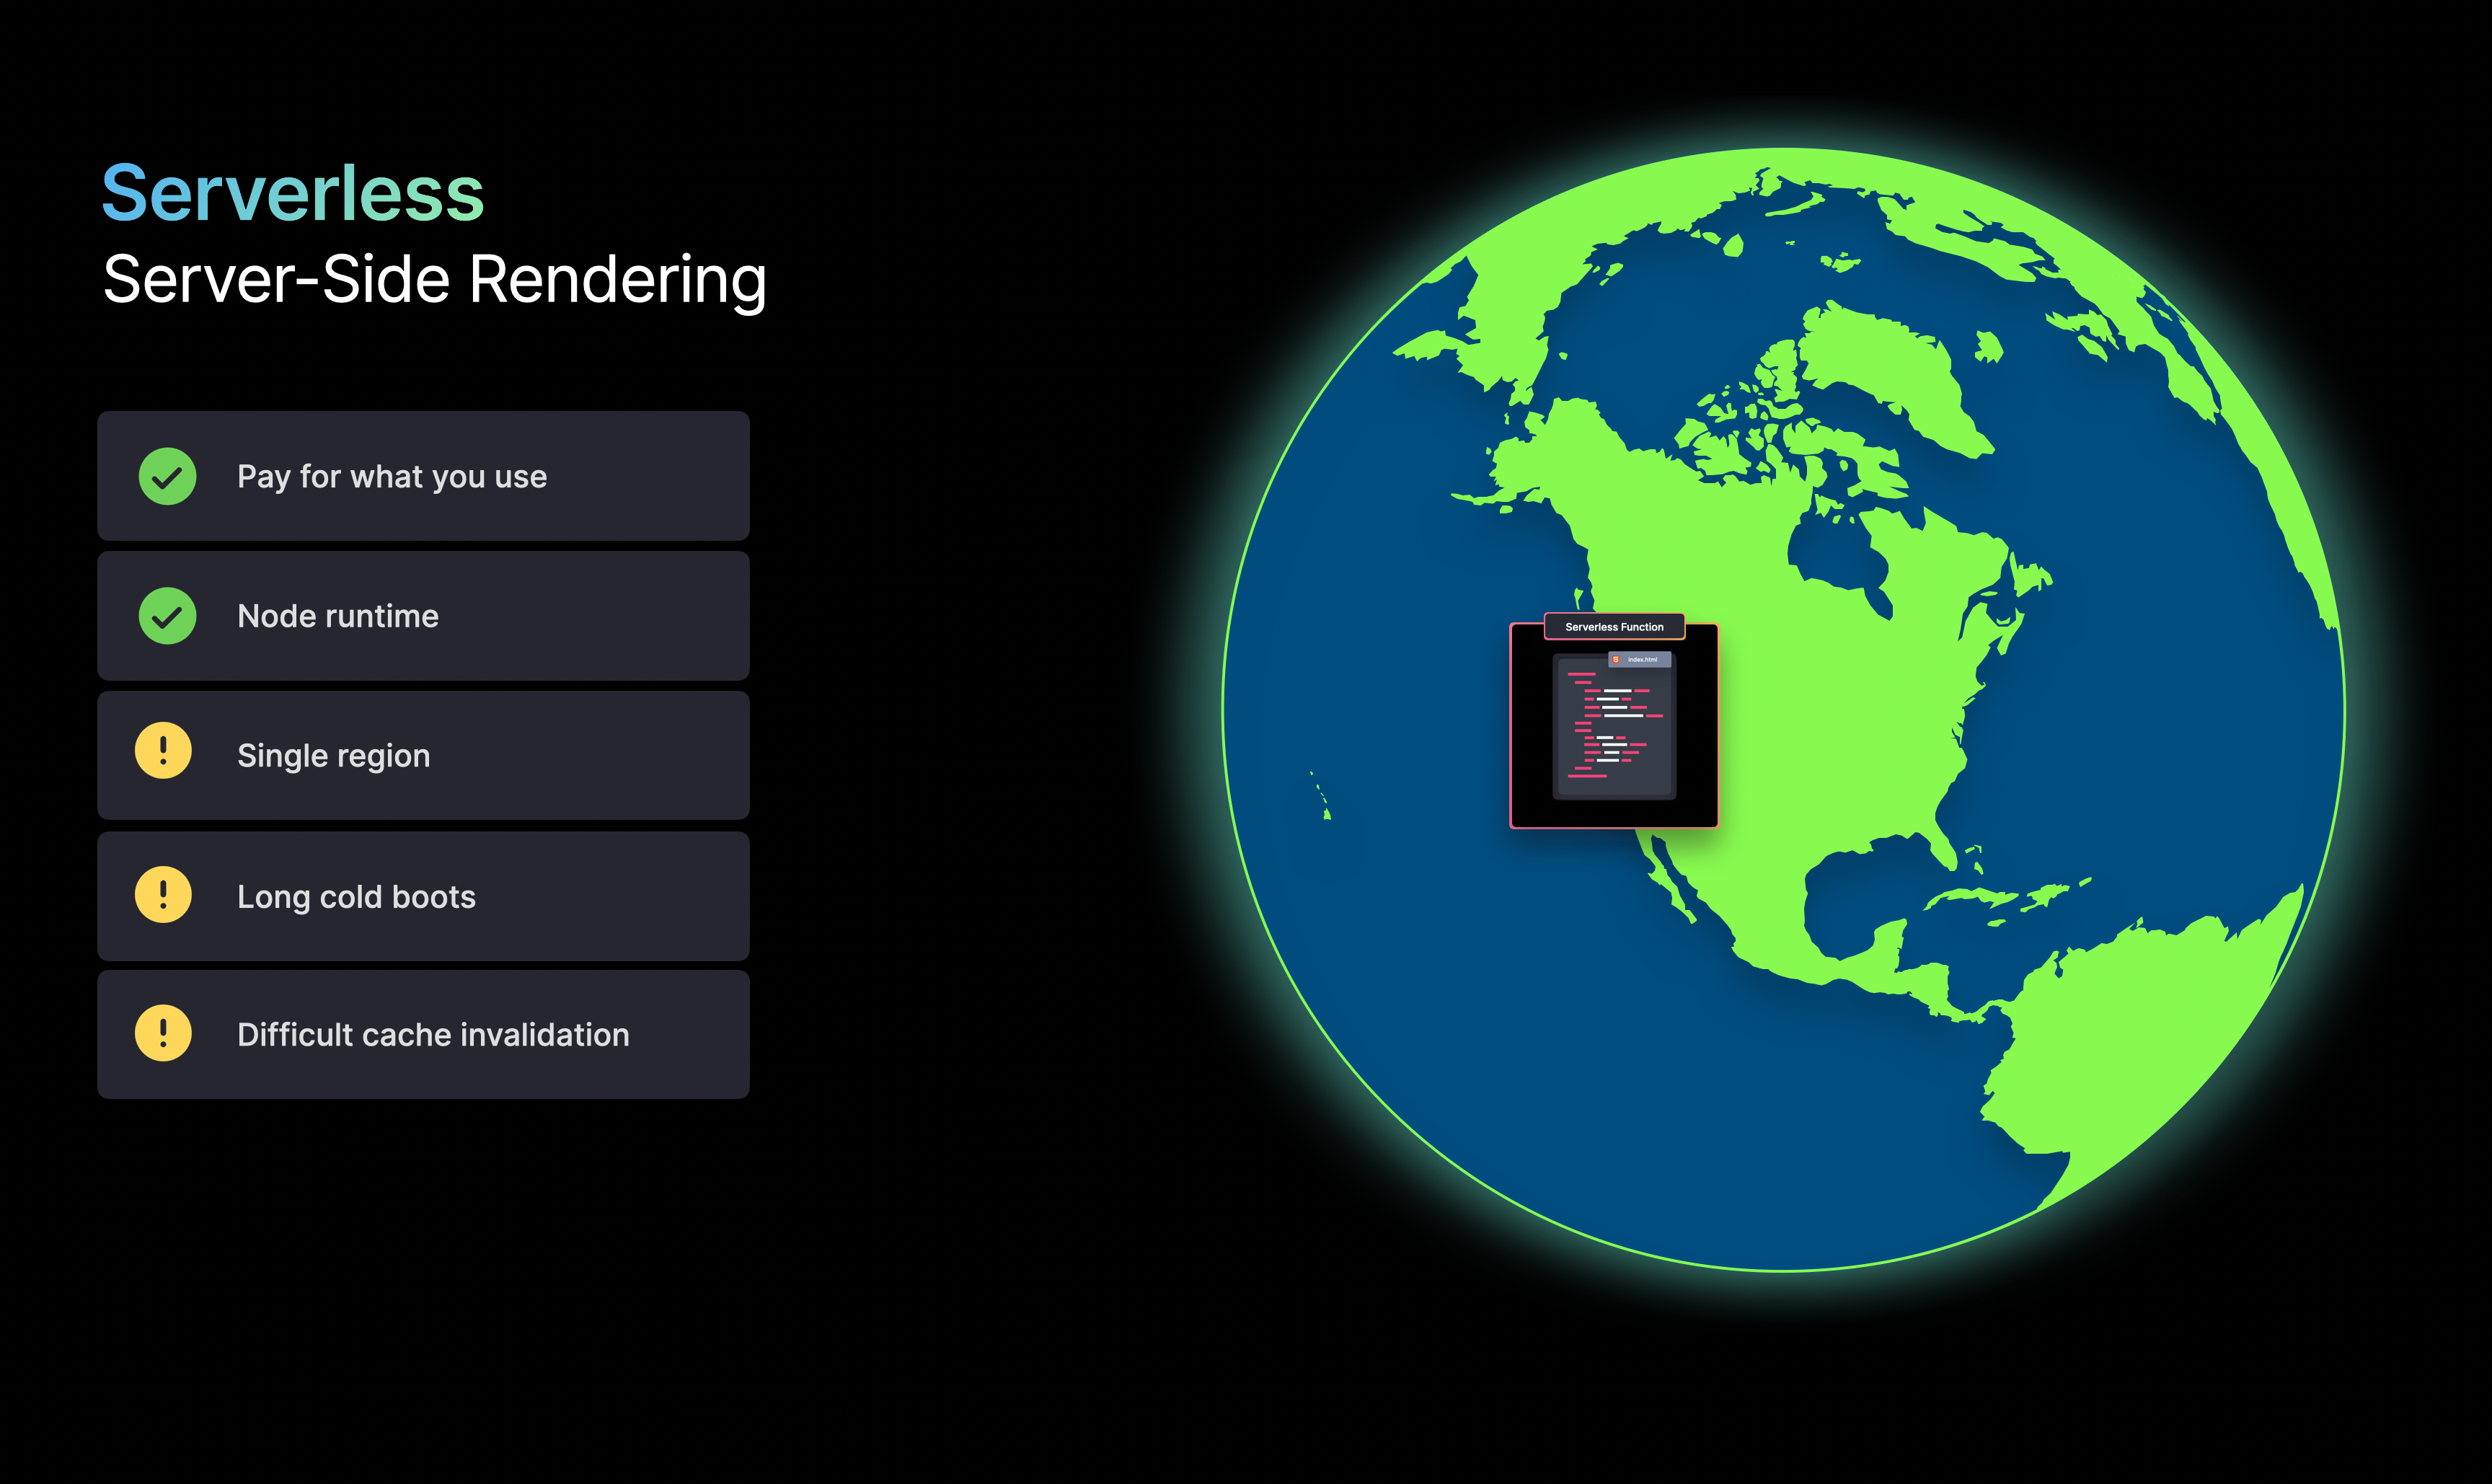 Serverless
Server-Side Rendering
Pay for what you use
Node runtime
Single region
Long cold boots
Difficult cache invalidation
Serverless Function
index.html